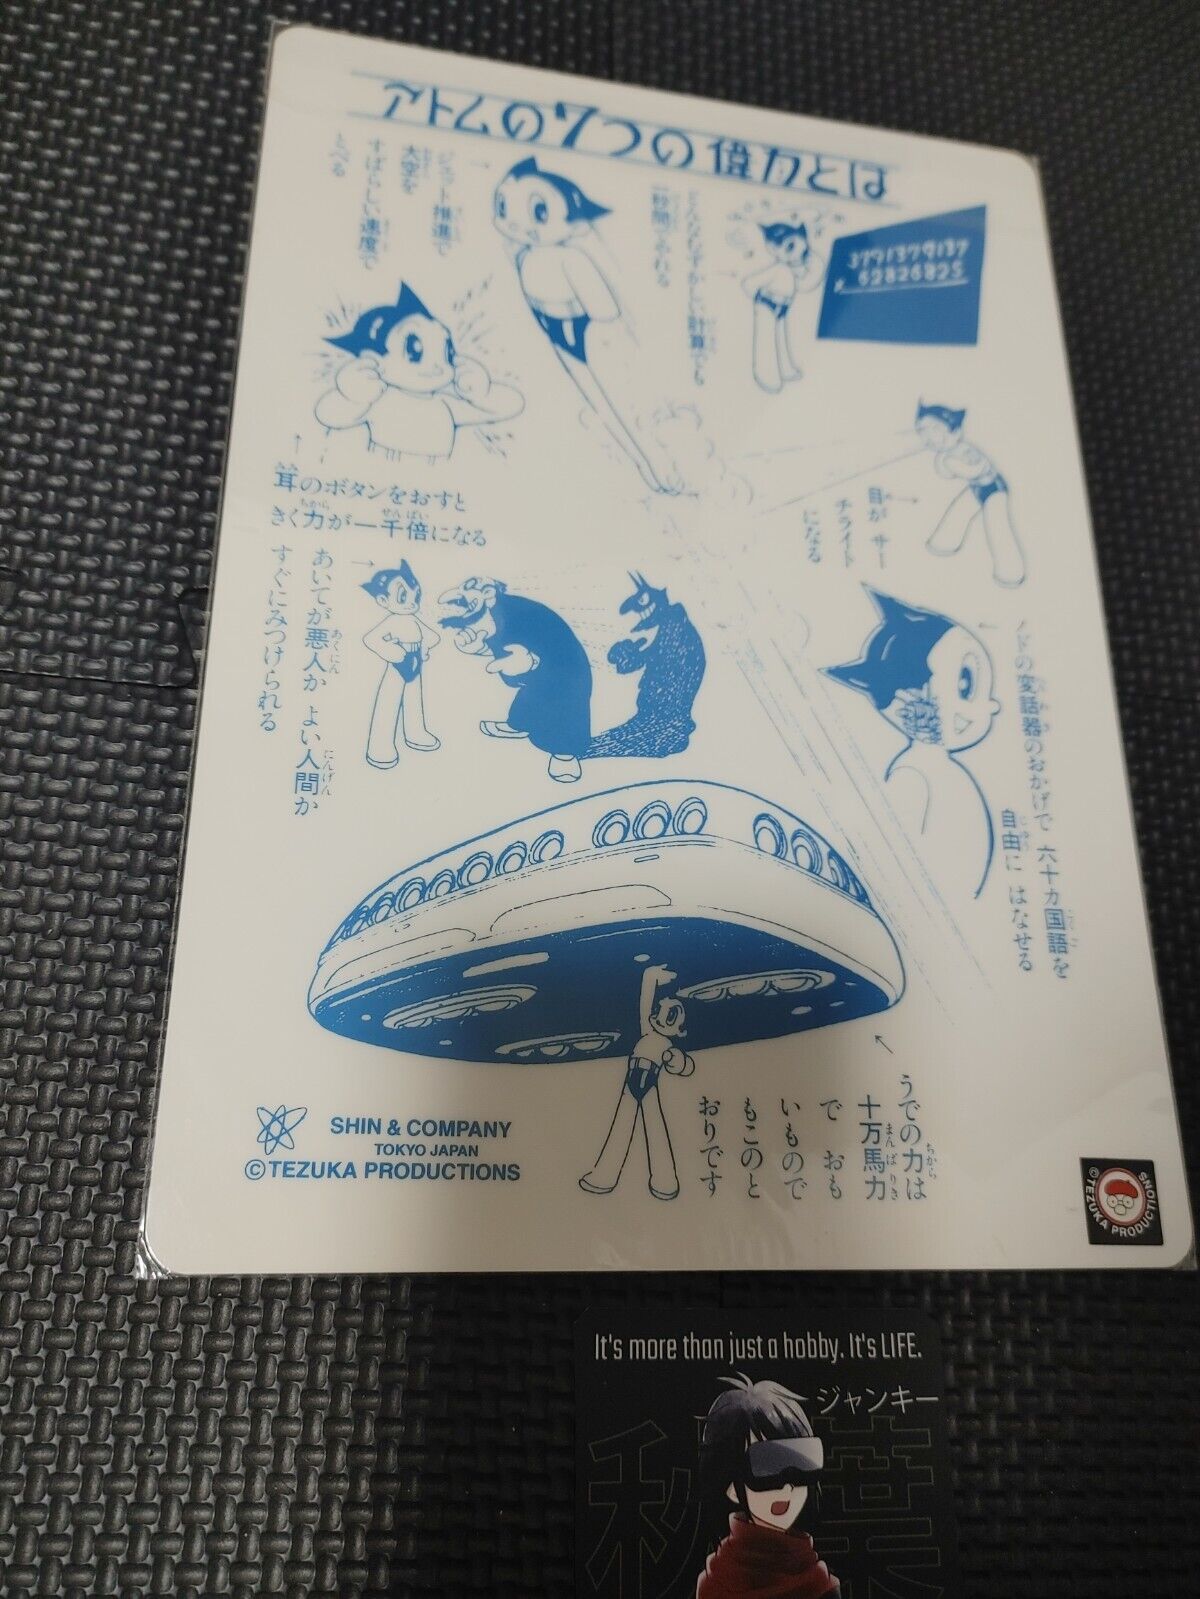 アトムの7つの偉力とは
どんなむずかしい計算でも
一秒間でやれる
3791379137
× 62826825
ジェット推進で
大空を
すばらしい速度で
とべる
目が サー
チライト
になる
耳のボタンをおすと
きく力が一千倍になる
あいてが悪人か よい人間か
すぐにみつけられる
ノドの変話器のおかげで 六十カ国語を
自由に はなせる
うでの力は
十万馬力
で おも
いもので
もこのと
おりです
SHIN & COMPANY
TOKYO JAPAN
©TEZUKA PRODUCTIONS
©TEZUKA PRODUCTIONS
It's more than just a hobby. It's LIFE.
ジャンキー
秋葉